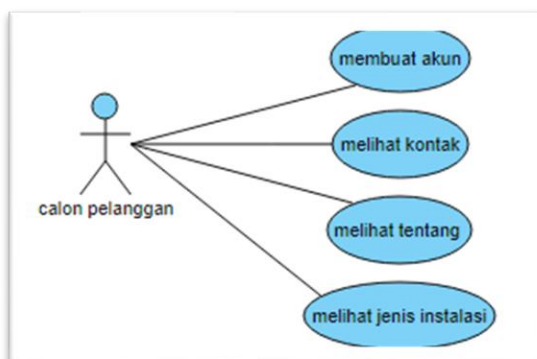 membuat akun
melihat kontak
calon pelanggan
melihat tentang
melihat jenis instalasi